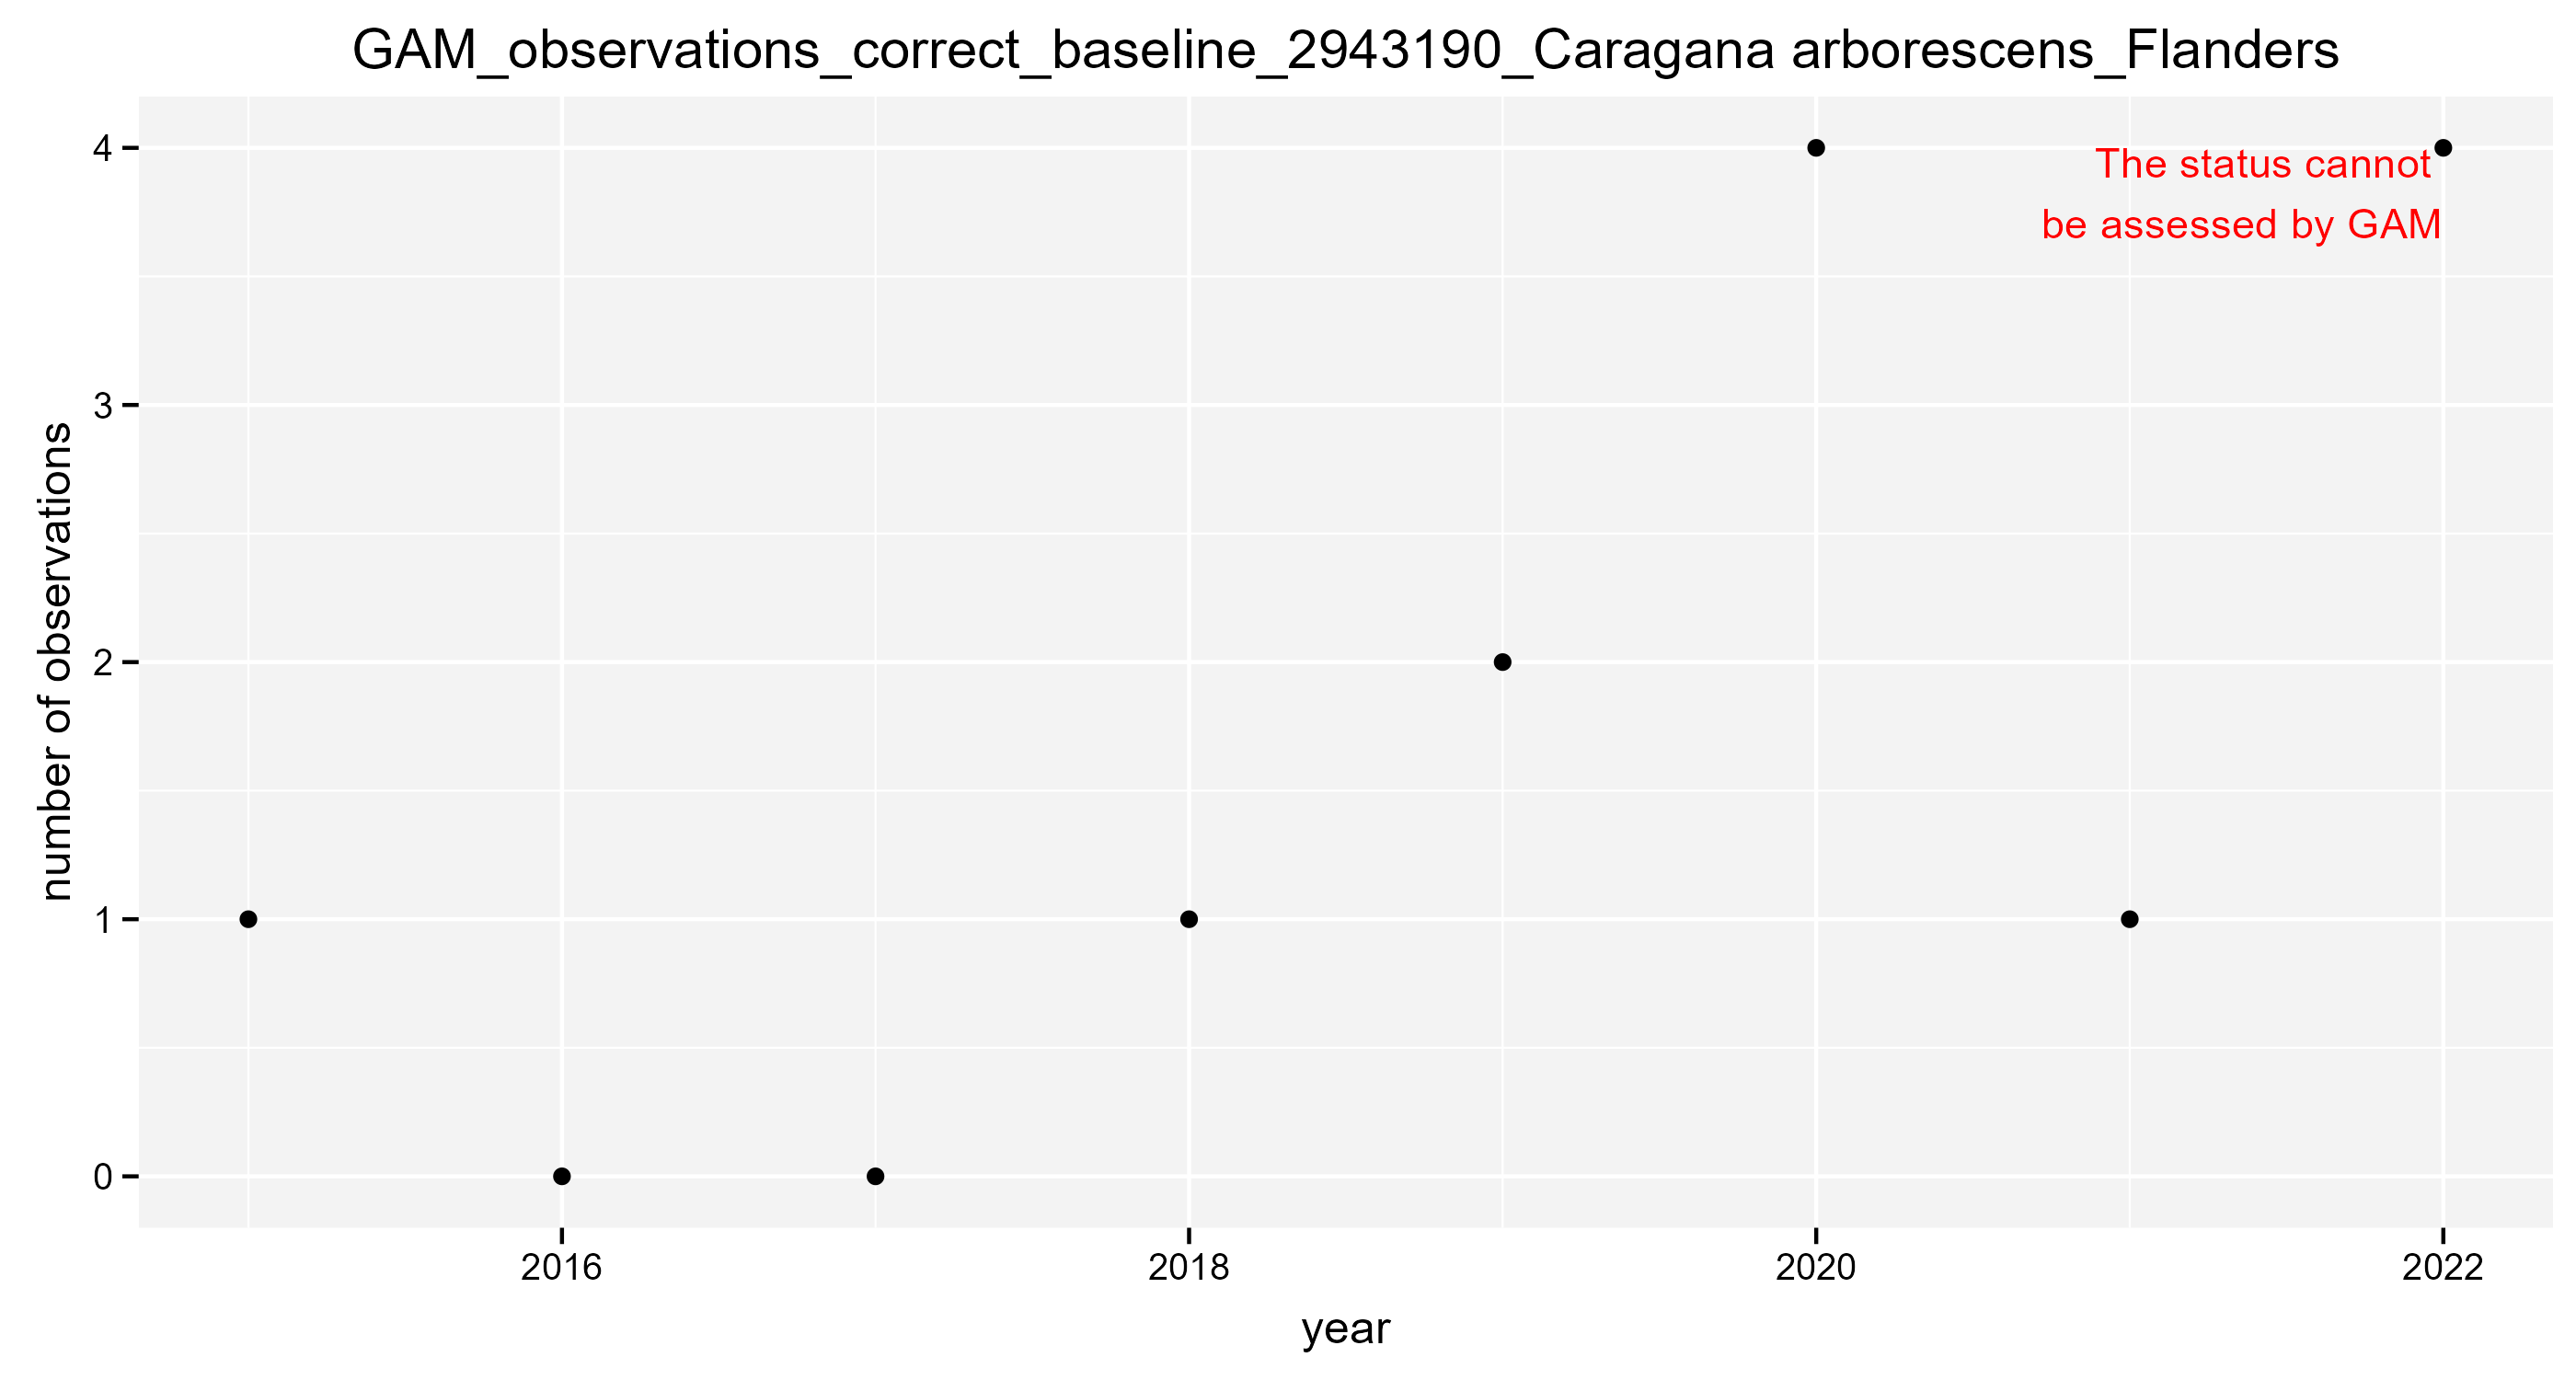 GAM_observations_correct_baseline_2943190_Caragana arborescens_Flanders
The status cannot
be assessed by GAM
number of observations
4
3
2
1
0
2016
2018
2020
2022
year